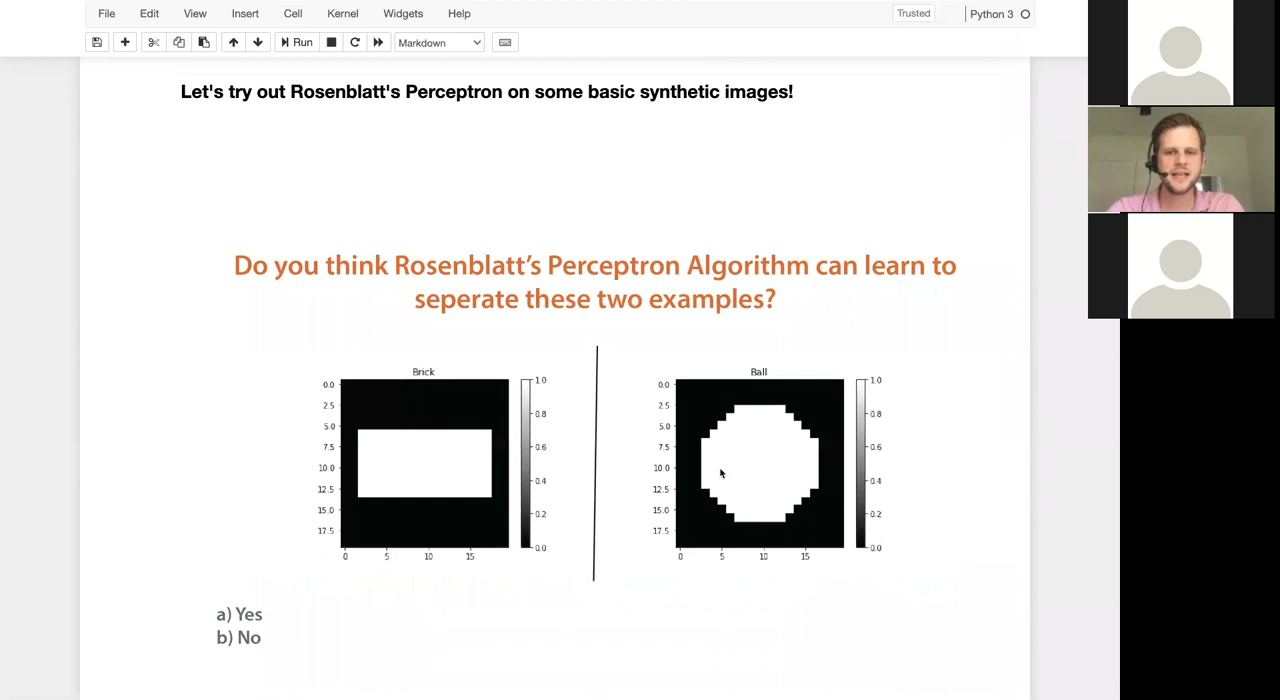 File Edit View Insert Cell Kernel Widgets Help Trusted Python 3
Run Markdown
Let's try out Rosenblatt's Perceptron on some basic synthetic images!
Do you think Rosenblatt's Perceptron Algorithm can learn to
seperate these two examples?
Brick
0.0
2.5
5.0
7.5
10.0
12.5
15.0
17.5
0 5 10 15
1.0
0.8
0.6
0.4
0.2
0.0
Ball
0.0
2.5
5.0
7.5
10.0
12.5
15.0
17.5
0 5 10 15
1.0
0.8
0.6
0.4
0.2
0.0
a) Yes
b) No